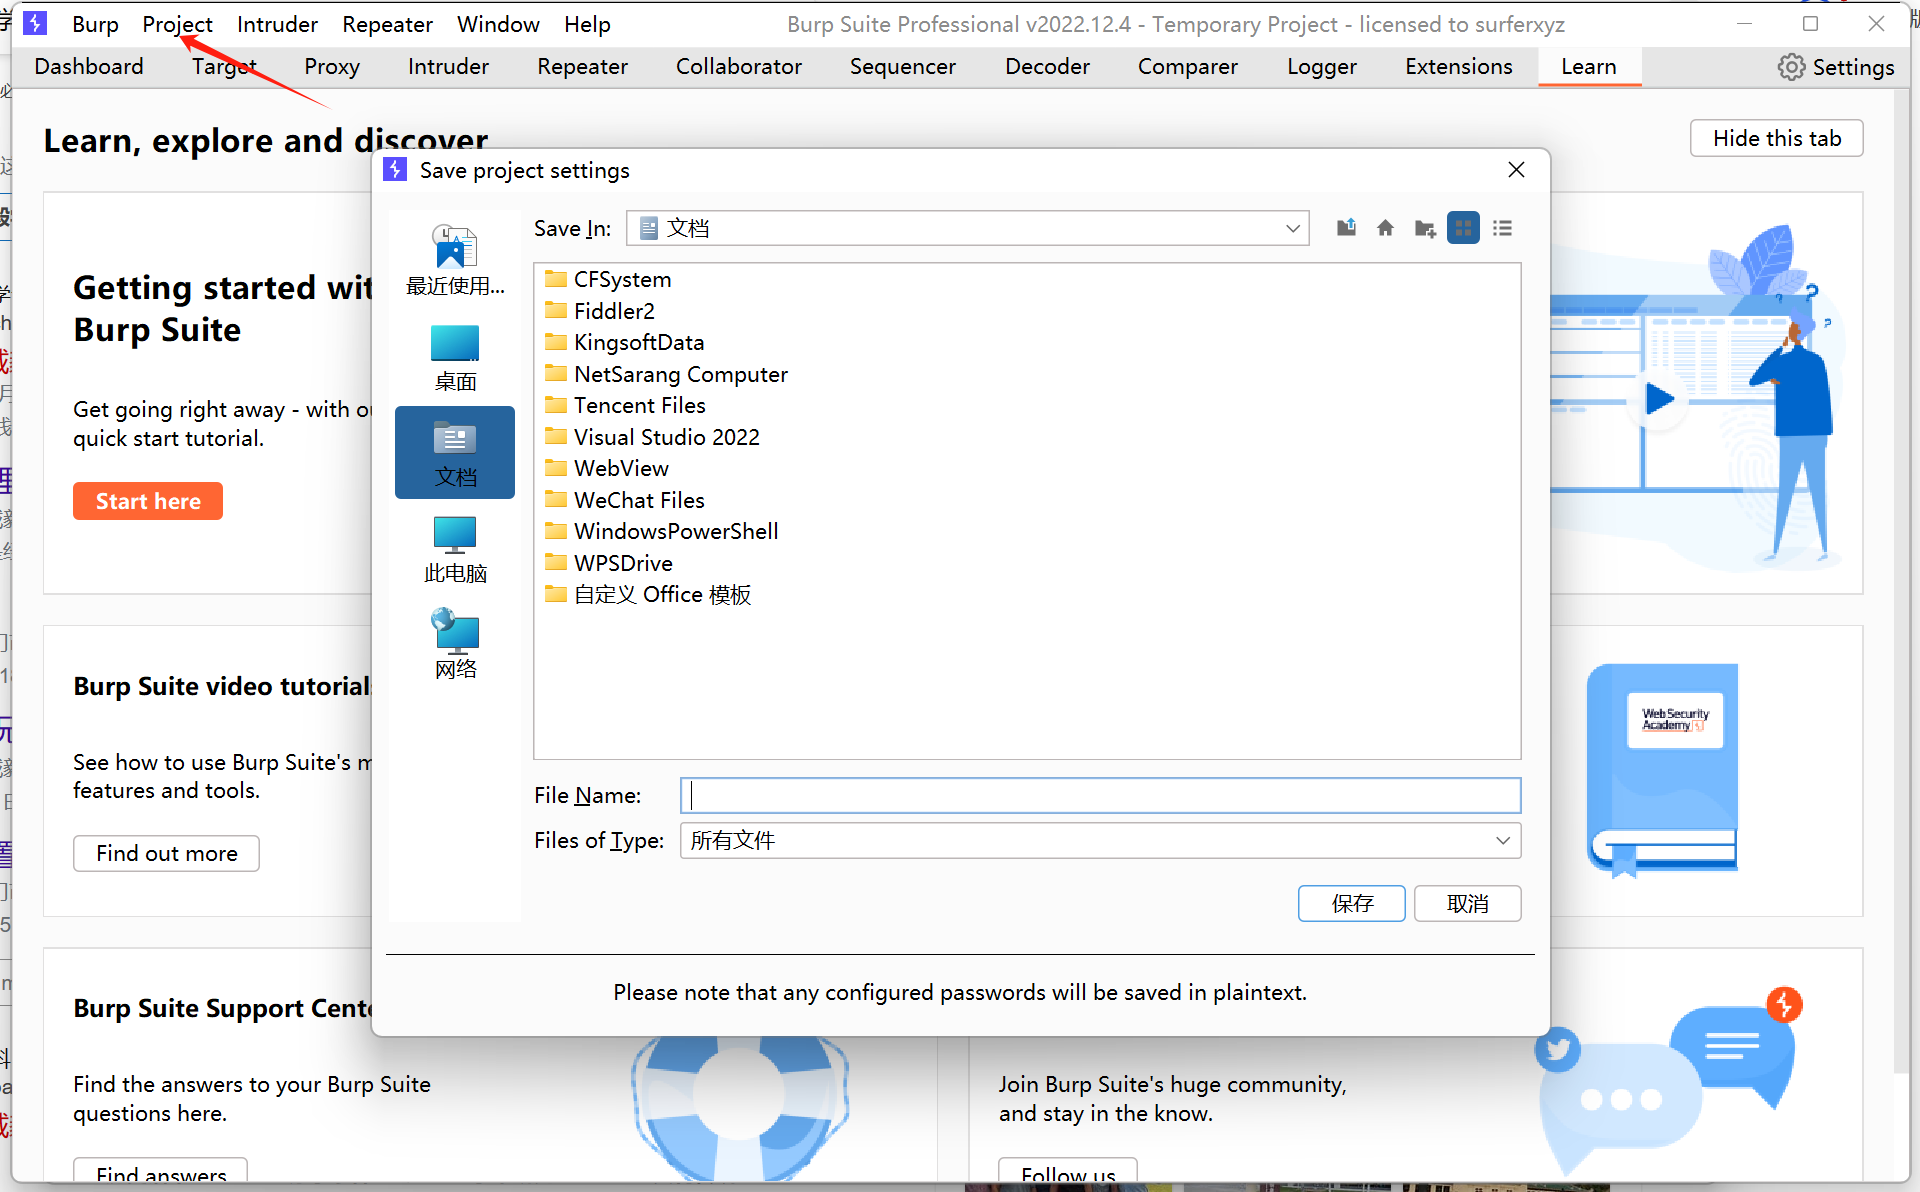 Burp Project Intruder Repeater Window Help Burp Suite Professional v2022.12.4 - Temporary Project - licensed to surferxyz
Dashboard Target Proxy Intruder Repeater Collaborator Sequencer Decoder Comparer Logger Extensions Learn Settings
Learn, explore and discover
Hide this tab
Getting started wit
Burp Suite
Get going right away - with ou
quick start tutorial.
Start here
Burp Suite video tutorials
See how to use Burp Suite's m
features and tools.
Find out more
Burp Suite Support Cente
Find the answers to your Burp Suite
questions here.
Find answers
Save project settings
Save In: 文档
最近使用...
桌面
文档
此电脑
网络
CFSystem
Fiddler2
KingsoftData
NetSarang Computer
Tencent Files
Visual Studio 2022
WebView
WeChat Files
WindowsPowerShell
WPSDrive
自定义 Office 模板
File Name:
Files of Type: 所有文件
保存 取消
Please note that any configured passwords will be saved in plaintext.
Web Security
Academy
Join Burp Suite's huge community,
and stay in the know.
Follow us